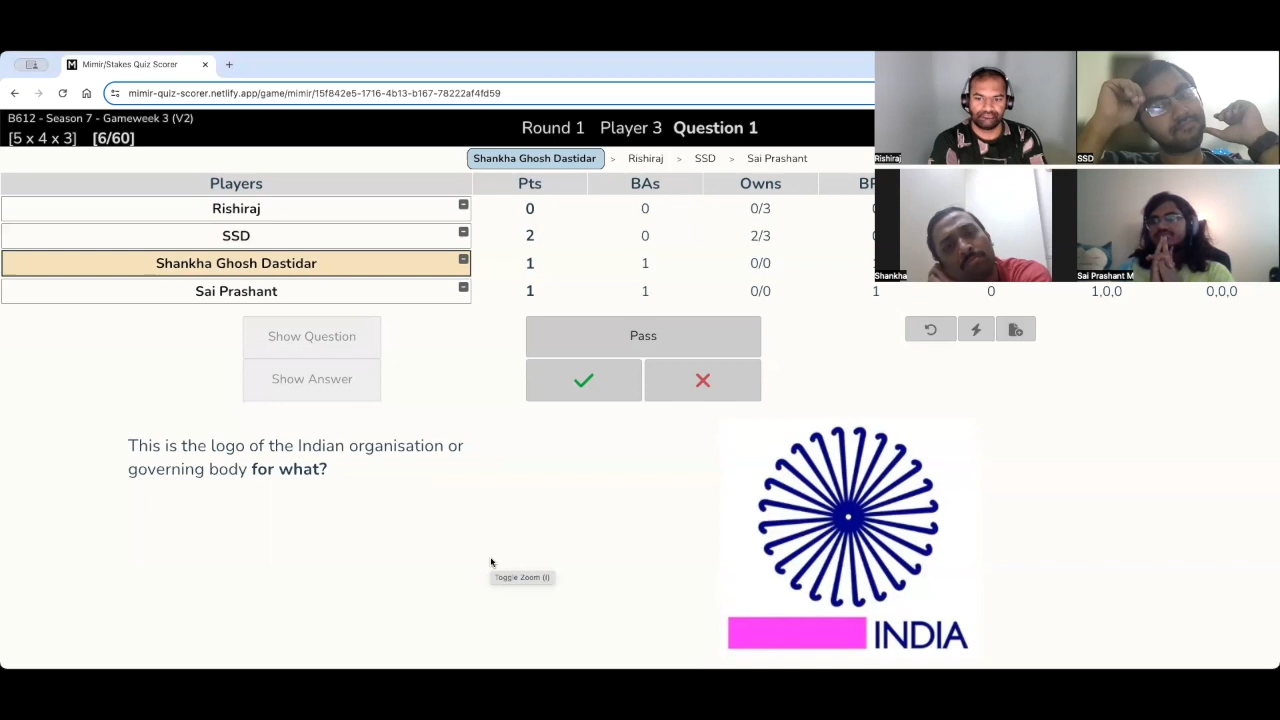 Mimir/Stakes Quiz Scorer
mimir-quiz-scorer.netlify.app/game/mimir/15f842e5-1716-4b13-b167-78222af4fd59
B612 - Season 7 - Gameweek 3 (V2)
[5 x 4 x 3] [6/60]
Round 1 Player 3 Question 1
Shankha Ghosh Dastidar > Rishiraj > SSD > Sai Prashant
Players Pts BAs Owns
Rishiraj 0 0 0/3
SSD 2 0 2/3
Shankha Ghosh Dastidar 1 1 0/0
Sai Prashant 1 1 0/0 1 0 1,0,0 0,0,0
Rishiraj
SSD
Shankha
Sai Prashant M
Show Question
Pass
Show Answer
This is the logo of the Indian organisation or
governing body for what?
Toggle Zoom (I)
INDIA